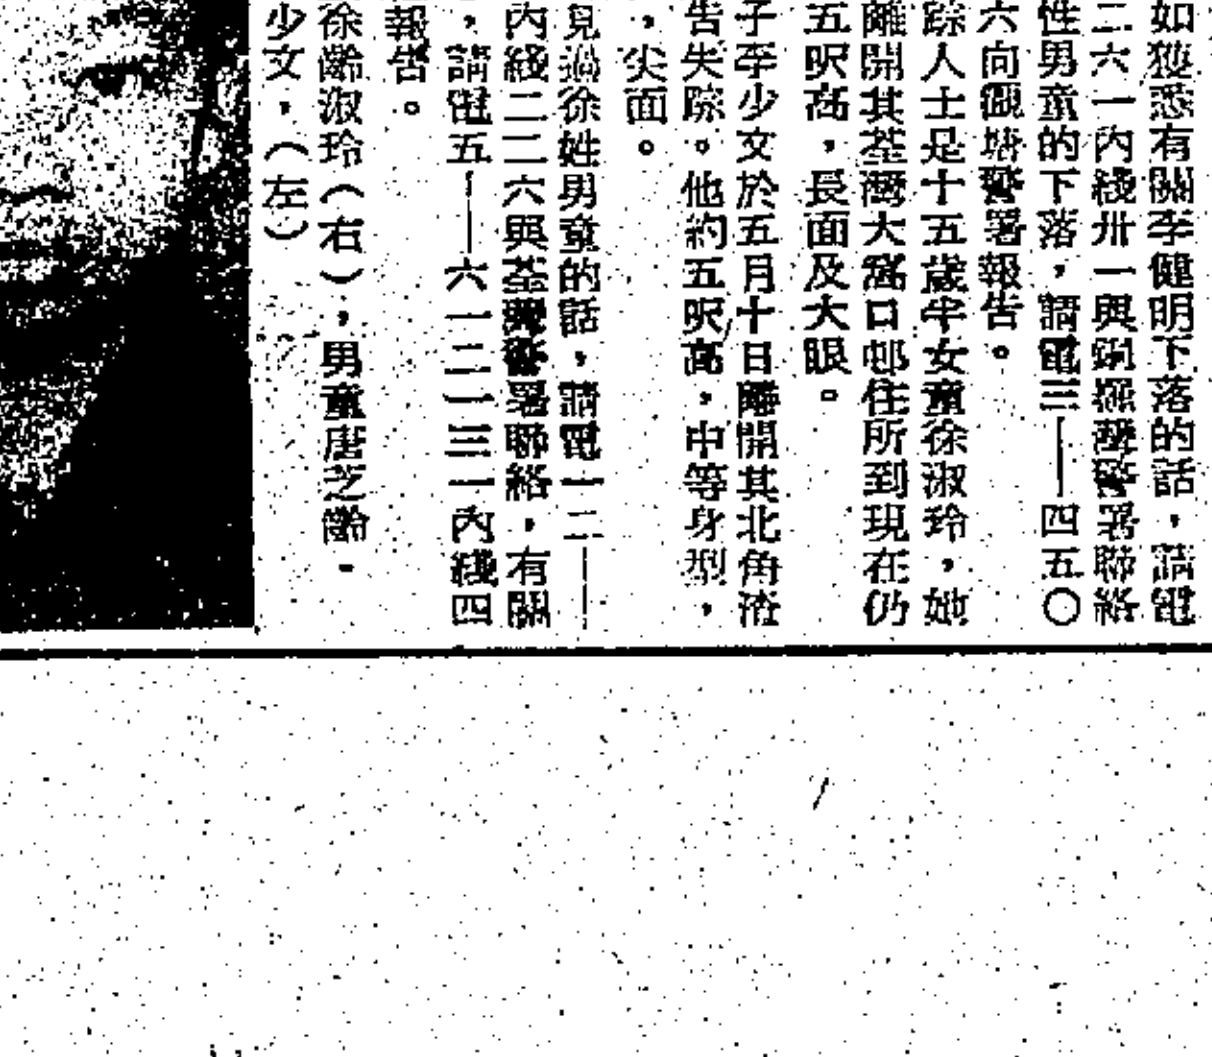 如獲悉有關李健明下落的話，請電
二六一內綫卅一與銅鑼灣警署聯絡
性男童的下落，請電三——四五〇
六向觀塘警署報告。
踪人士是十五歲半女童徐淑玲，她
離開其荃灣大窩口邨住所到現在仍
五呎高，長面及大眼。
子李少文於五月十日離開其北角渣
告失踪。他約五呎高，中等身型，
，尖面。
見過徐姓男童的話，請電一二——
內綫二二六與荃灣警署聯絡，有關
，請電五——六一二一三一內綫四
報告。
徐齡淑玲（右），男童唐芝齡，
少文，（左）